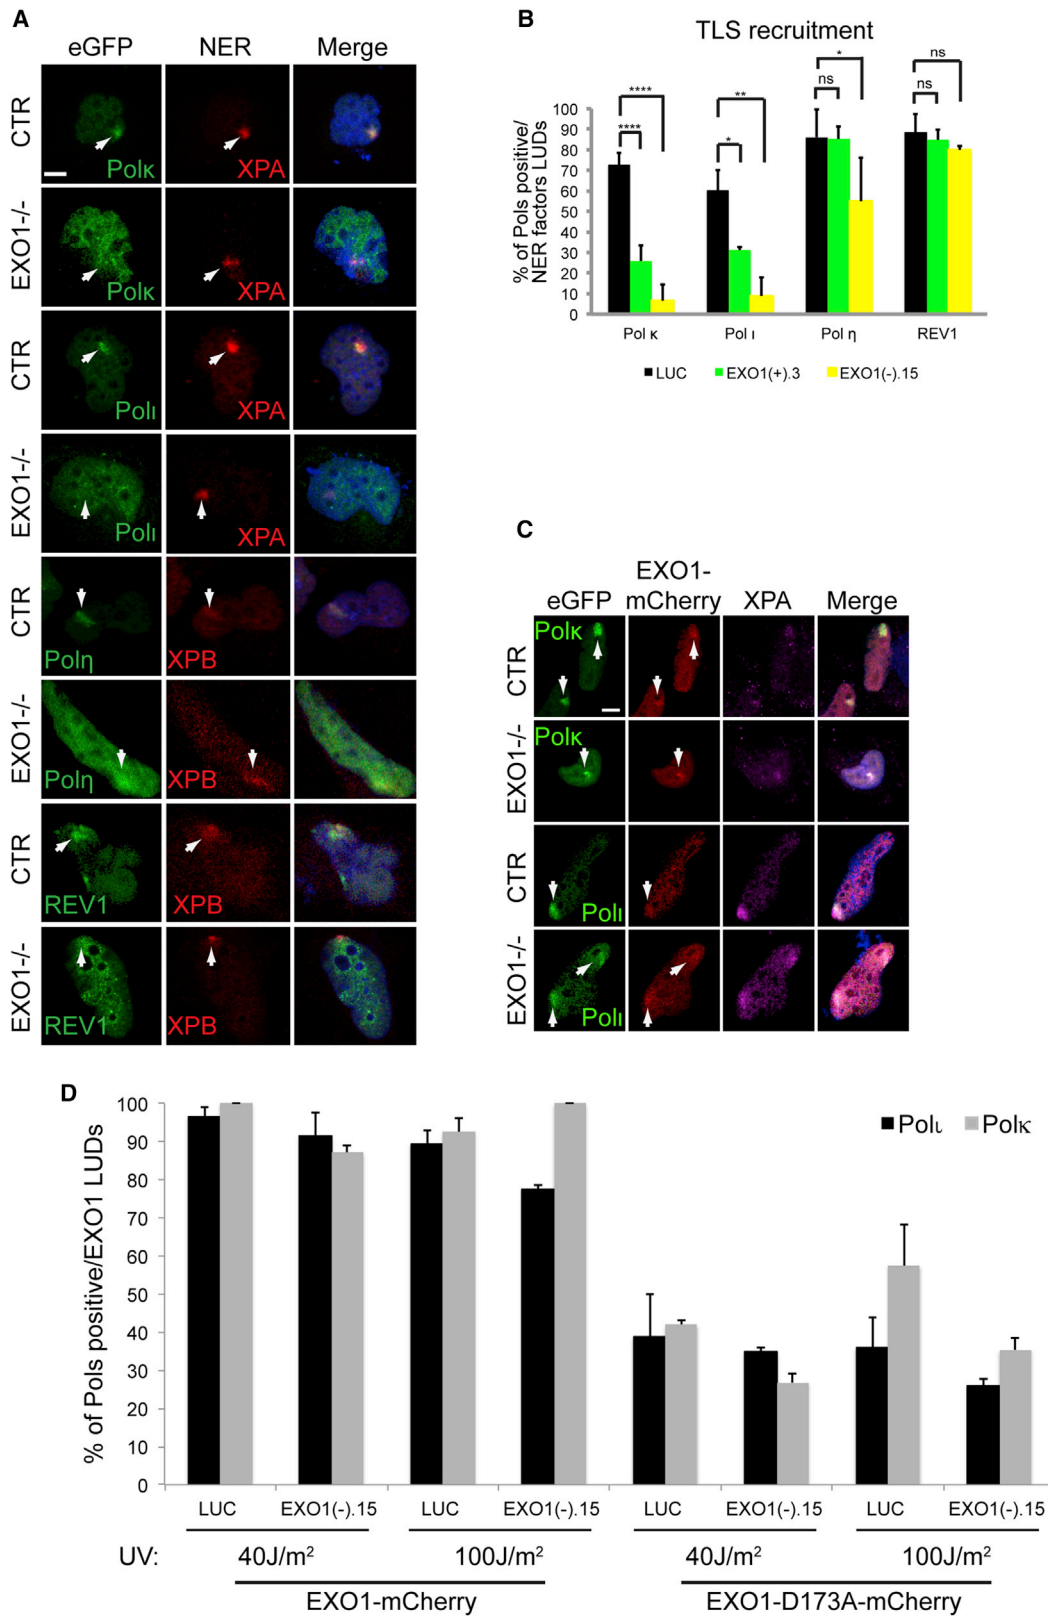 A
eGFP NER Merge
CTR
Polκ
XPA
EXO1-/-
Polκ
XPA
CTR
Polι
XPA
EXO1-/-
Polι
XPA
CTR
Polη
XPB
EXO1-/-
Polη
XPB
CTR
REV1
XPB
EXO1-/-
REV1
XPB
B
TLS recruitment
% of Pols positive/
NER factors LUDs
100
90
80
70
60
50
40
30
20
10
0
****
****
**
*
*
ns
ns
ns
Pol κ Pol ι Pol η REV1
LUC EXO1(+).3 EXO1(-).15
C
EXO1-
eGFP mCherry XPA Merge
CTR
Polκ
EXO1-/-
Polκ
CTR
Polι
EXO1-/-
Polι
D
% of Pols positive/EXO1 LUDs
100
90
80
70
60
50
40
30
20
10
0
Polι Polκ
LUC EXO1(-).15 LUC EXO1(-).15 LUC EXO1(-).15 LUC EXO1(-).15
UV: 40J/m² 100J/m² 40J/m² 100J/m²
EXO1-mCherry EXO1-D173A-mCherry